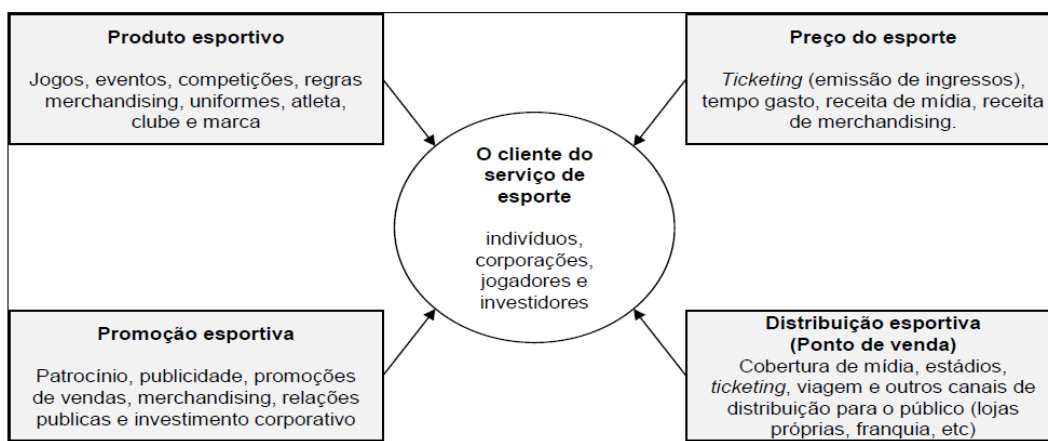 Produto esportivo
Jogos, eventos, competições, regras
merchandising, uniformes, atleta,
clube e marca
Preço do esporte
Ticketing (emissão de ingressos),
tempo gasto, receita de mídia, receita
de merchandising.
O cliente do
serviço de
esporte
indivíduos,
corporações,
jogadores e
investidores
Promoção esportiva
Patrocínio, publicidade, promoções
de vendas, merchandising, relações
publicas e investimento corporativo
Distribuição esportiva
(Ponto de venda)
Cobertura de mídia, estádios,
ticketing, viagem e outros canais de
distribuição para o público (lojas
próprias, franquia, etc)